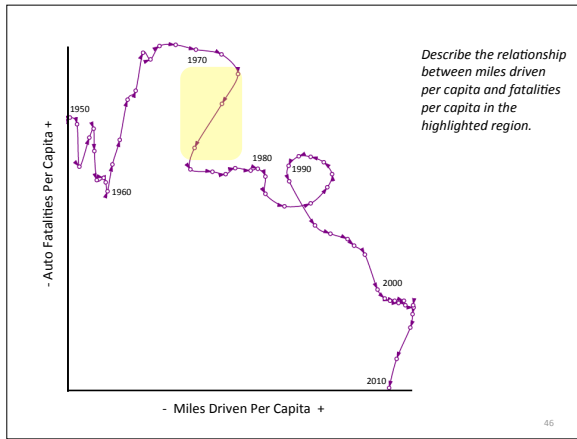 Describe the relationship
between miles driven
per capita and fatalities
per capita in the
highlighted region.
- Auto Fatalities Per Capita +
1970
1950
1960
1980
1990
2000
2010
- Miles Driven Per Capita +
46